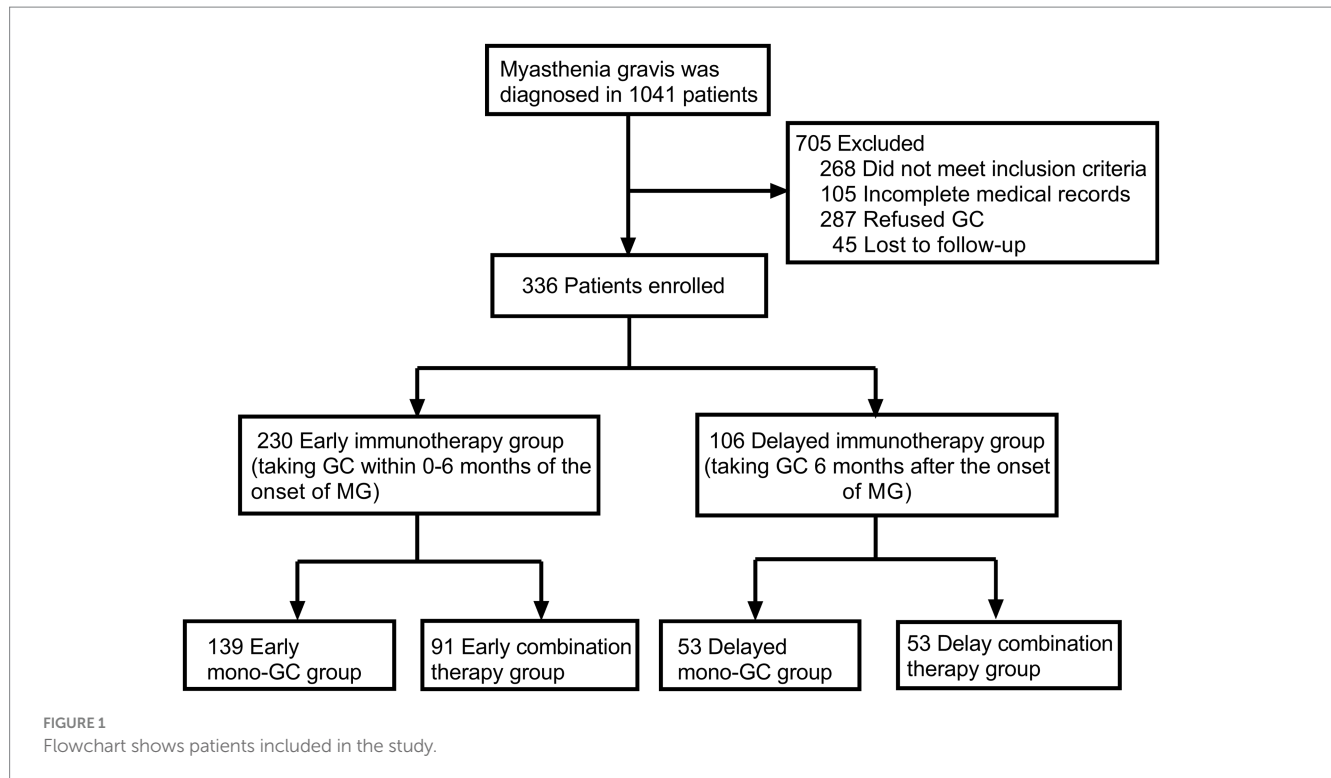 Myasthenia gravis was
diagnosed in 1041 patients
705 Excluded
268 Did not meet inclusion criteria
105 Incomplete medical records
287 Refused GC
45 Lost to follow-up
336 Patients enrolled
230 Early immunotherapy group
(taking GC within 0-6 months of the
onset of MG)
106 Delayed immunotherapy group
(taking GC 6 months after the onset
of MG)
139 Early
mono-GC group
91 Early combination
therapy group
53 Delayed
mono-GC group
53 Delay combination
therapy group
FIGURE 1
Flowchart shows patients included in the study.